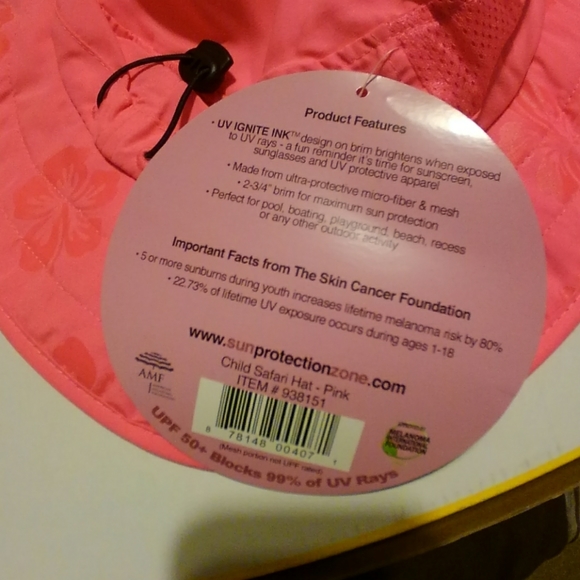 Product Features
• UV IGNITE INK™ design on brim brightens when exposed
to UV rays - a fun reminder it's time for sunscreen,
sunglasses and UV protective apparel
• Made from ultra-protective micro-fiber & mesh
• 2-3/4" brim for maximum sun protection
• Perfect for pool, boating, playground, beach, recess
or any other outdoor activity
Important Facts from The Skin Cancer Foundation
• 5 or more sunburns during youth increases lifetime melanoma risk by 80%
• 22.73% of lifetime UV exposure occurs during ages 1-18
www.sunprotectionzone.com
Child Safari Hat - Pink
ITEM # 938151
AMF
8 78148 00407 1
(Mesh portion not UPF rated)
MELANOMA
INTERNATIONAL
FOUNDATION
UPF 50+ Blocks 99% of UV Rays